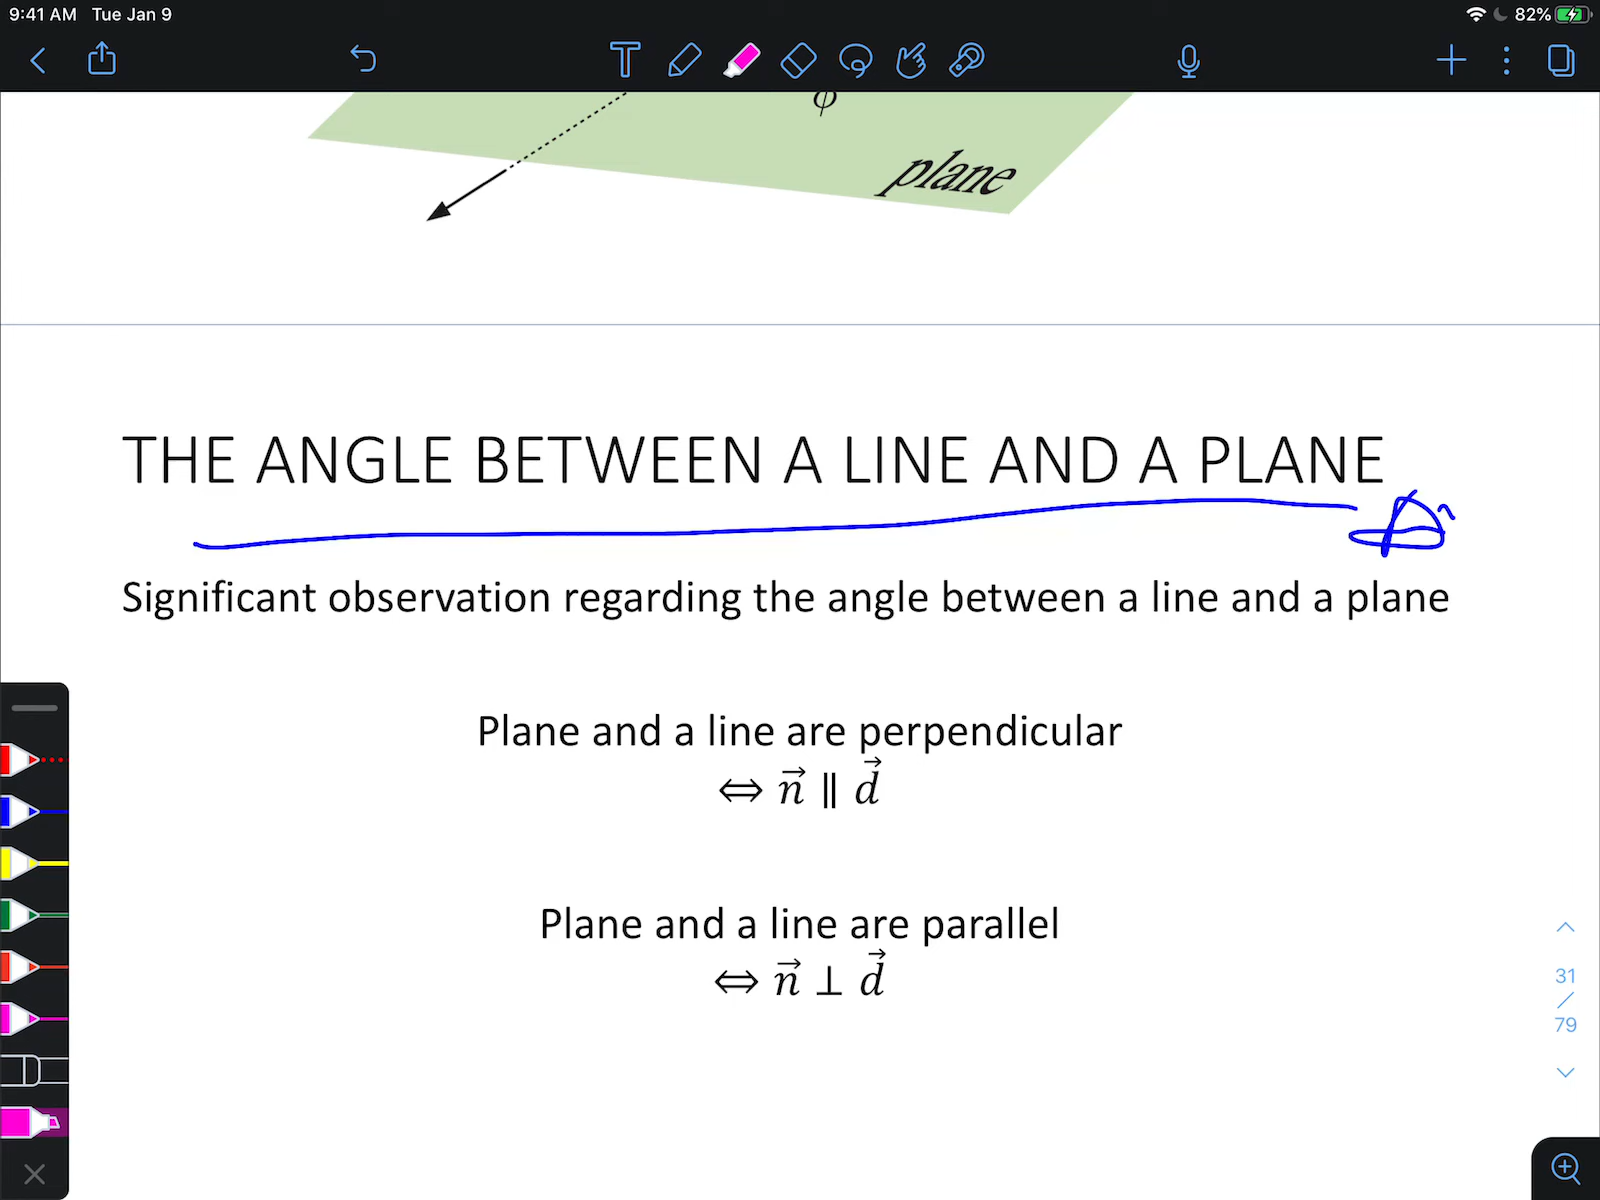 9:41 AM Tue Jan 9 82%
T
ϕ
plane
THE ANGLE BETWEEN A LINE AND A PLANE
Significant observation regarding the angle between a line and a plane
Plane and a line are perpendicular
⇔ n⃗ ∥ d⃗
Plane and a line are parallel
⇔ n⃗ ⊥ d⃗
31
/
79